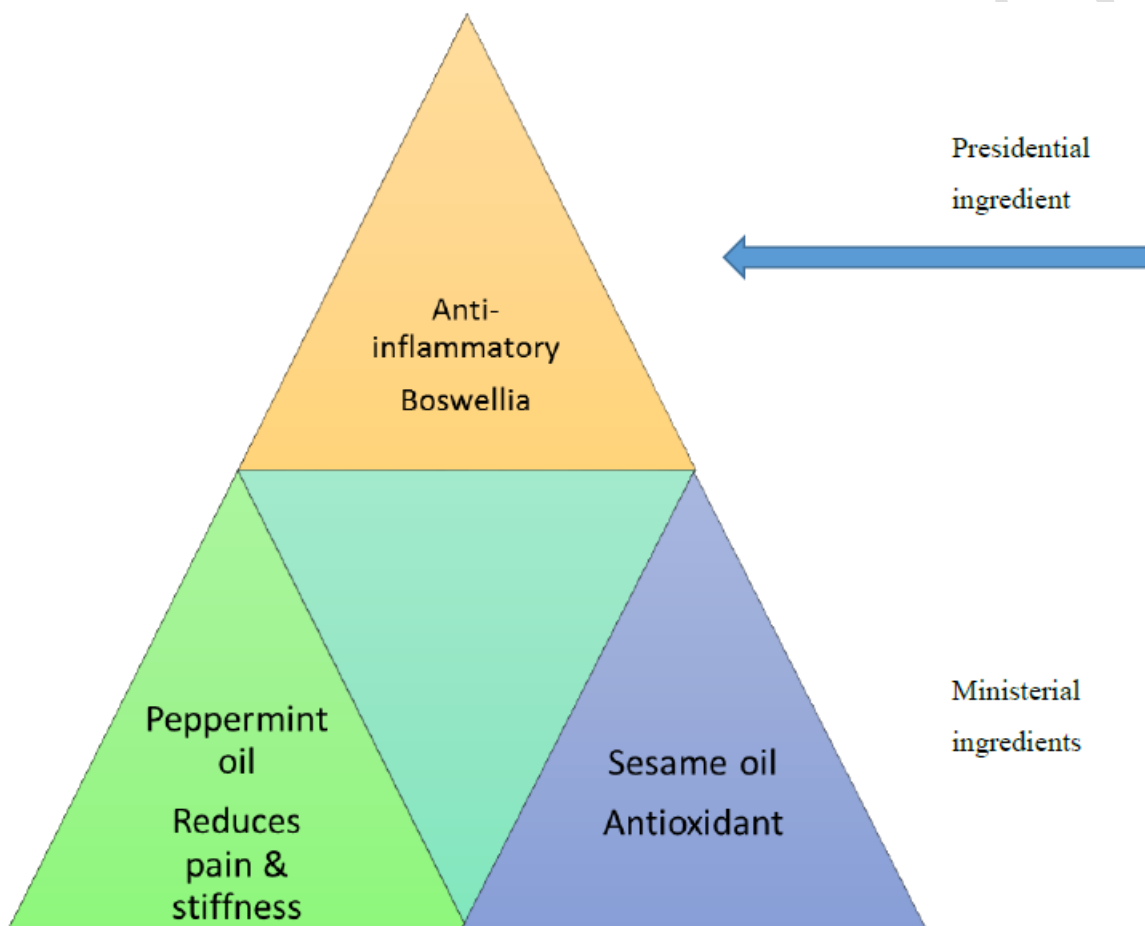 Presidential
ingredient
Anti-
inflammatory
Boswellia
Peppermint
oil
Reduces
pain &
stiffness
Sesame oil
Antioxidant
Ministerial
ingredients